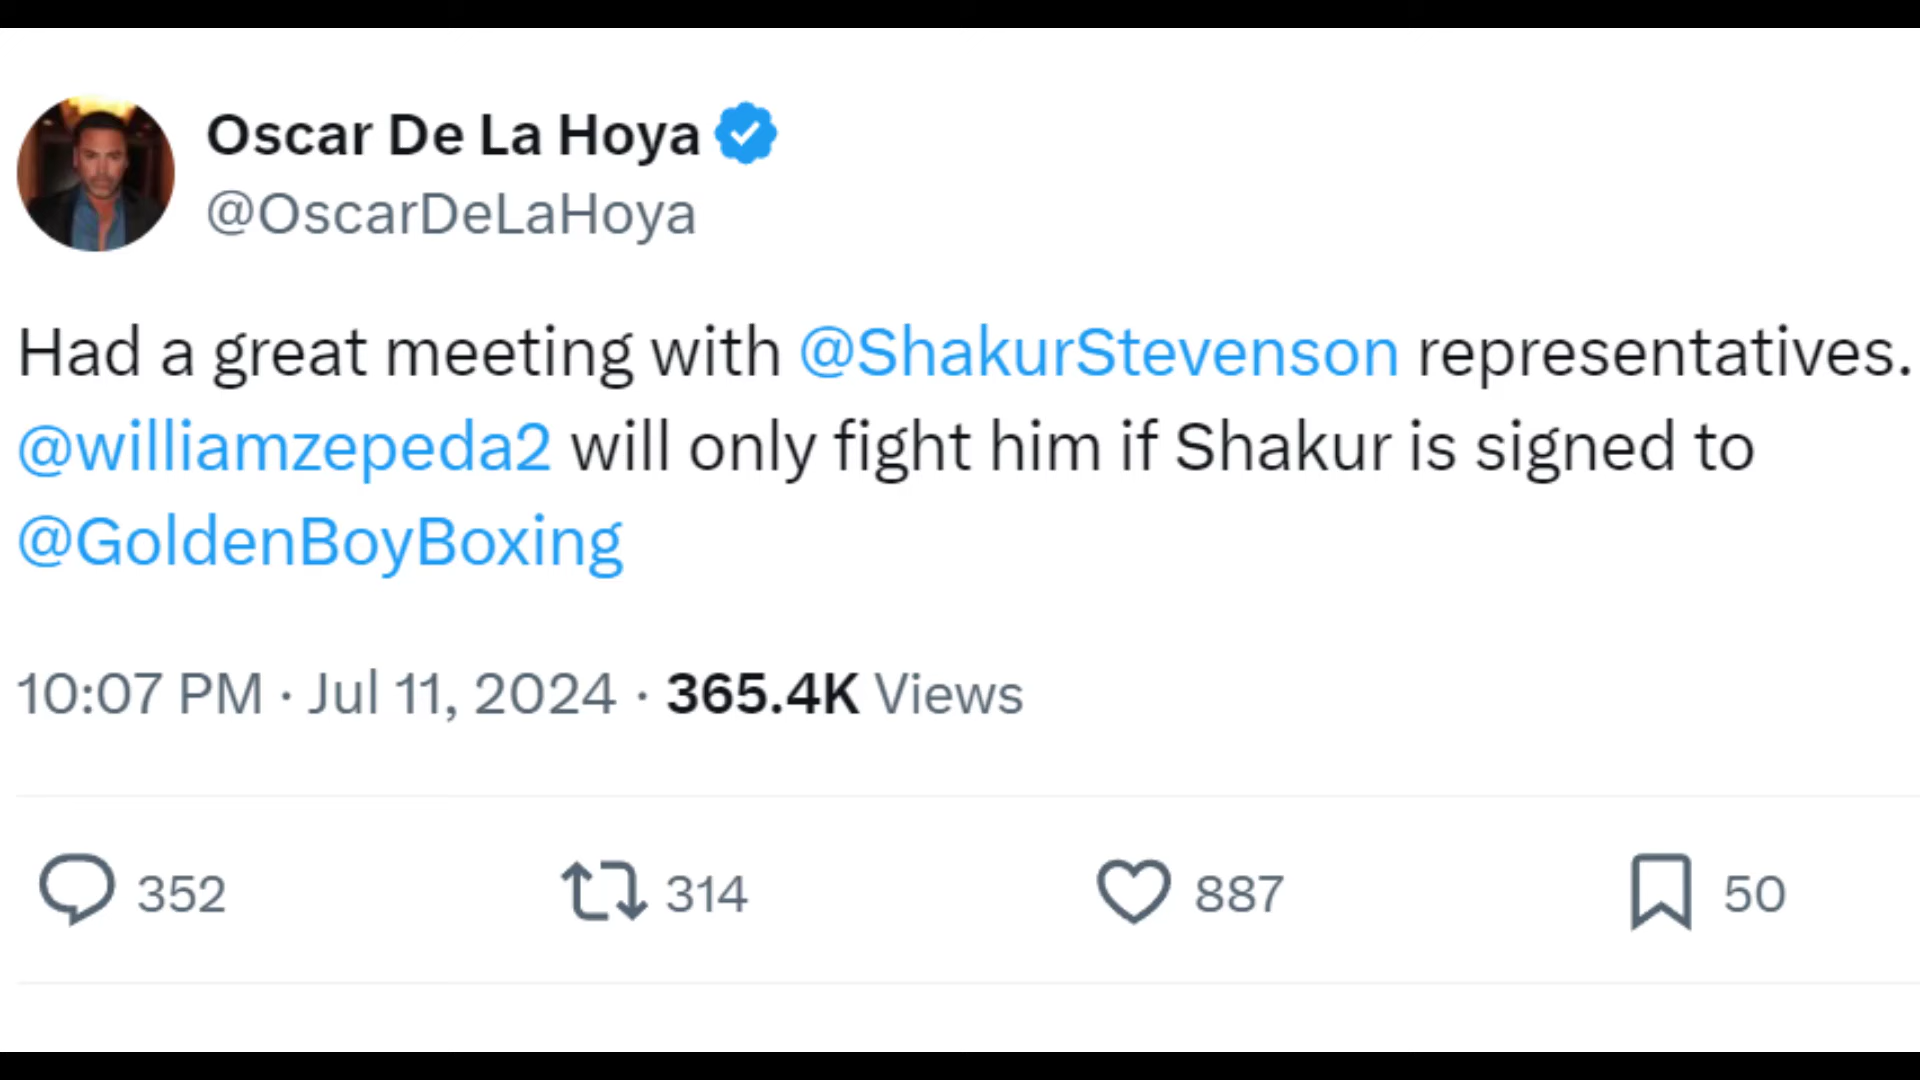 Oscar De La Hoya
@OscarDeLaHoya
Had a great meeting with @ShakurStevenson representatives.
@williamzepeda2 will only fight him if Shakur is signed to
@GoldenBoyBoxing
10:07 PM · Jul 11, 2024 · 365.4K Views
352 314 887 50